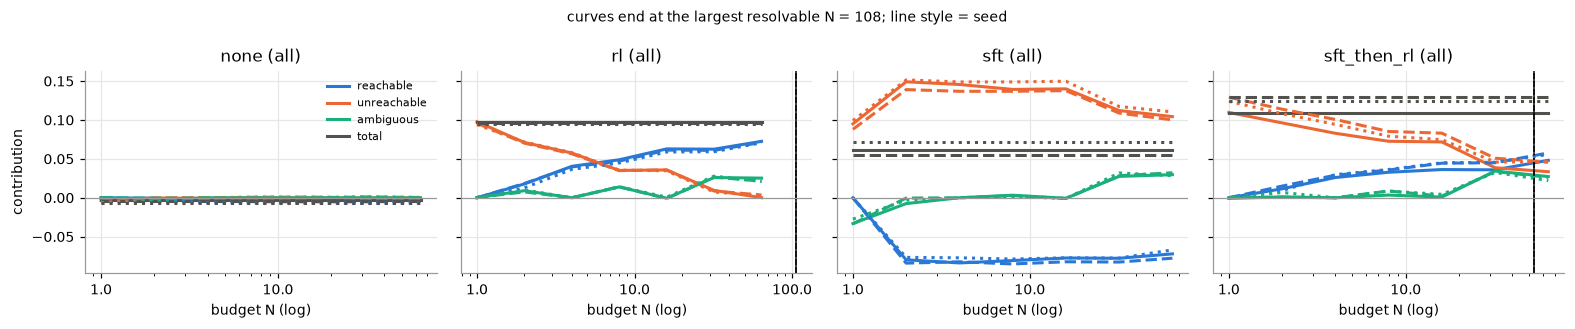 curves end at the largest resolvable N = 108; line style = seed
none (all)
rl (all)
sft (all)
sft_then_rl (all)
contribution
0.15
0.10
0.05
0.00
−0.05
reachable
unreachable
ambiguous
total
1.0
10.0
1.0
10.0
100.0
1.0
10.0
1.0
10.0
budget N (log)
budget N (log)
budget N (log)
budget N (log)